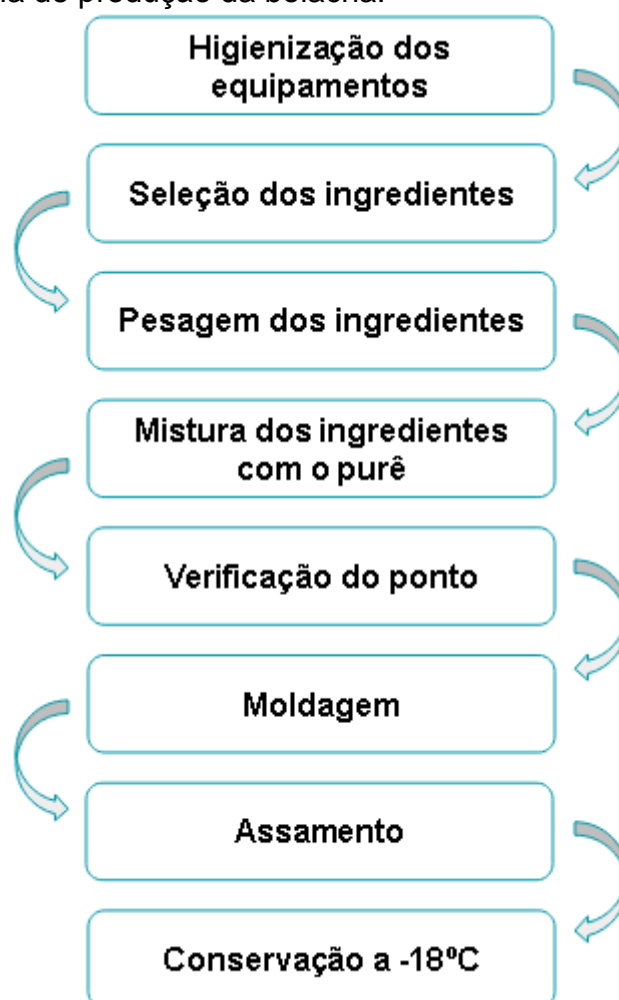 de produção da bolacha.
Higienização dos
equipamentos
Seleção dos ingredientes
Pesagem dos ingredientes
Mistura dos ingredientes
com o purê
Verificação do ponto
Moldagem
Assamento
Conservação a -18ºC